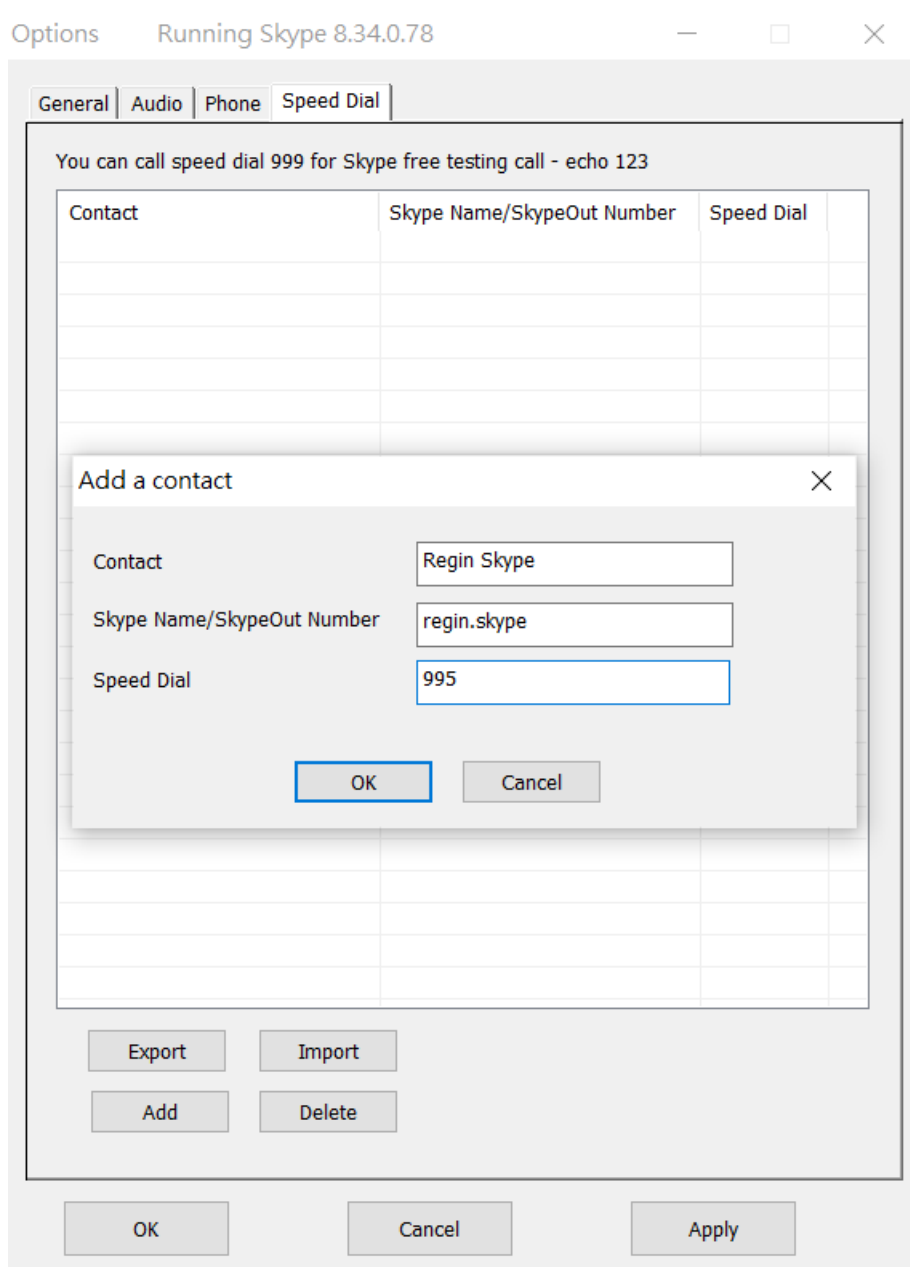 Options Running Skype 8.34.0.78
General Audio Phone Speed Dial
You can call speed dial 999 for Skype free testing call - echo 123
Contact Skype Name/SkypeOut Number Speed Dial
Add a contact
Contact Regin Skype
Skype Name/SkypeOut Number regin.skype
Speed Dial 995
OK Cancel
Export Import
Add Delete
OK Cancel Apply